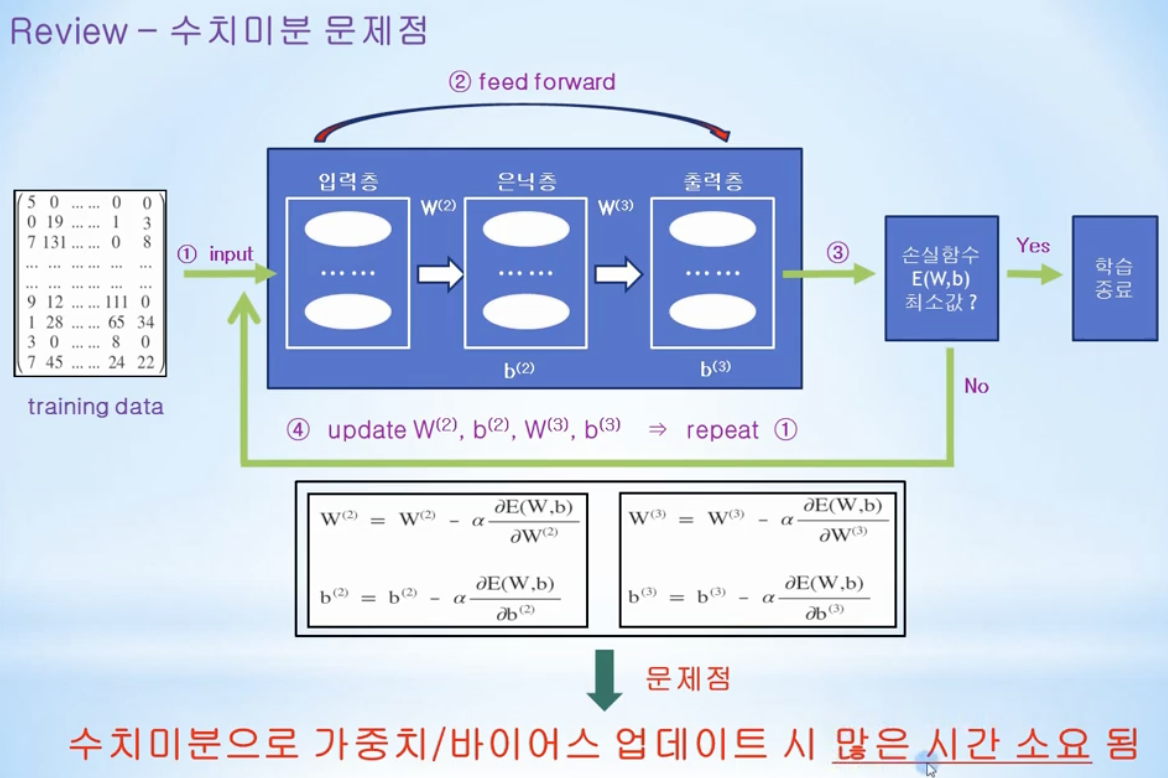 Review – 수치미분 문제점
② feed forward
입력층 은닉층 출력층
W(2) W(3)
5 0 ... ... 0 0
0 19 ... ... 1 3
7 131 ... ... 0 8
... ... ... ... ... ...
... ... ... ... ... ...
9 12 ... ... 111 0
1 28 ... ... 65 34
3 0 ... ... 8 0
7 45 ... ... 24 22
training data
① input
...... ...... ......
b(2) b(3)
③
손실함수
E(W,b)
최소값 ?
Yes
학습
종료
No
④ update W(2), b(2), W(3), b(3) ⇒ repeat ①
W(2) = W(2) - α ∂E(W,b)/∂W(2)
b(2) = b(2) - α ∂E(W,b)/∂b(2)
W(3) = W(3) - α ∂E(W,b)/∂W(3)
b(3) = b(3) - α ∂E(W,b)/∂b(3)
문제점
수치미분으로 가중치/바이어스 업데이트 시 많은 시간 소요 됨